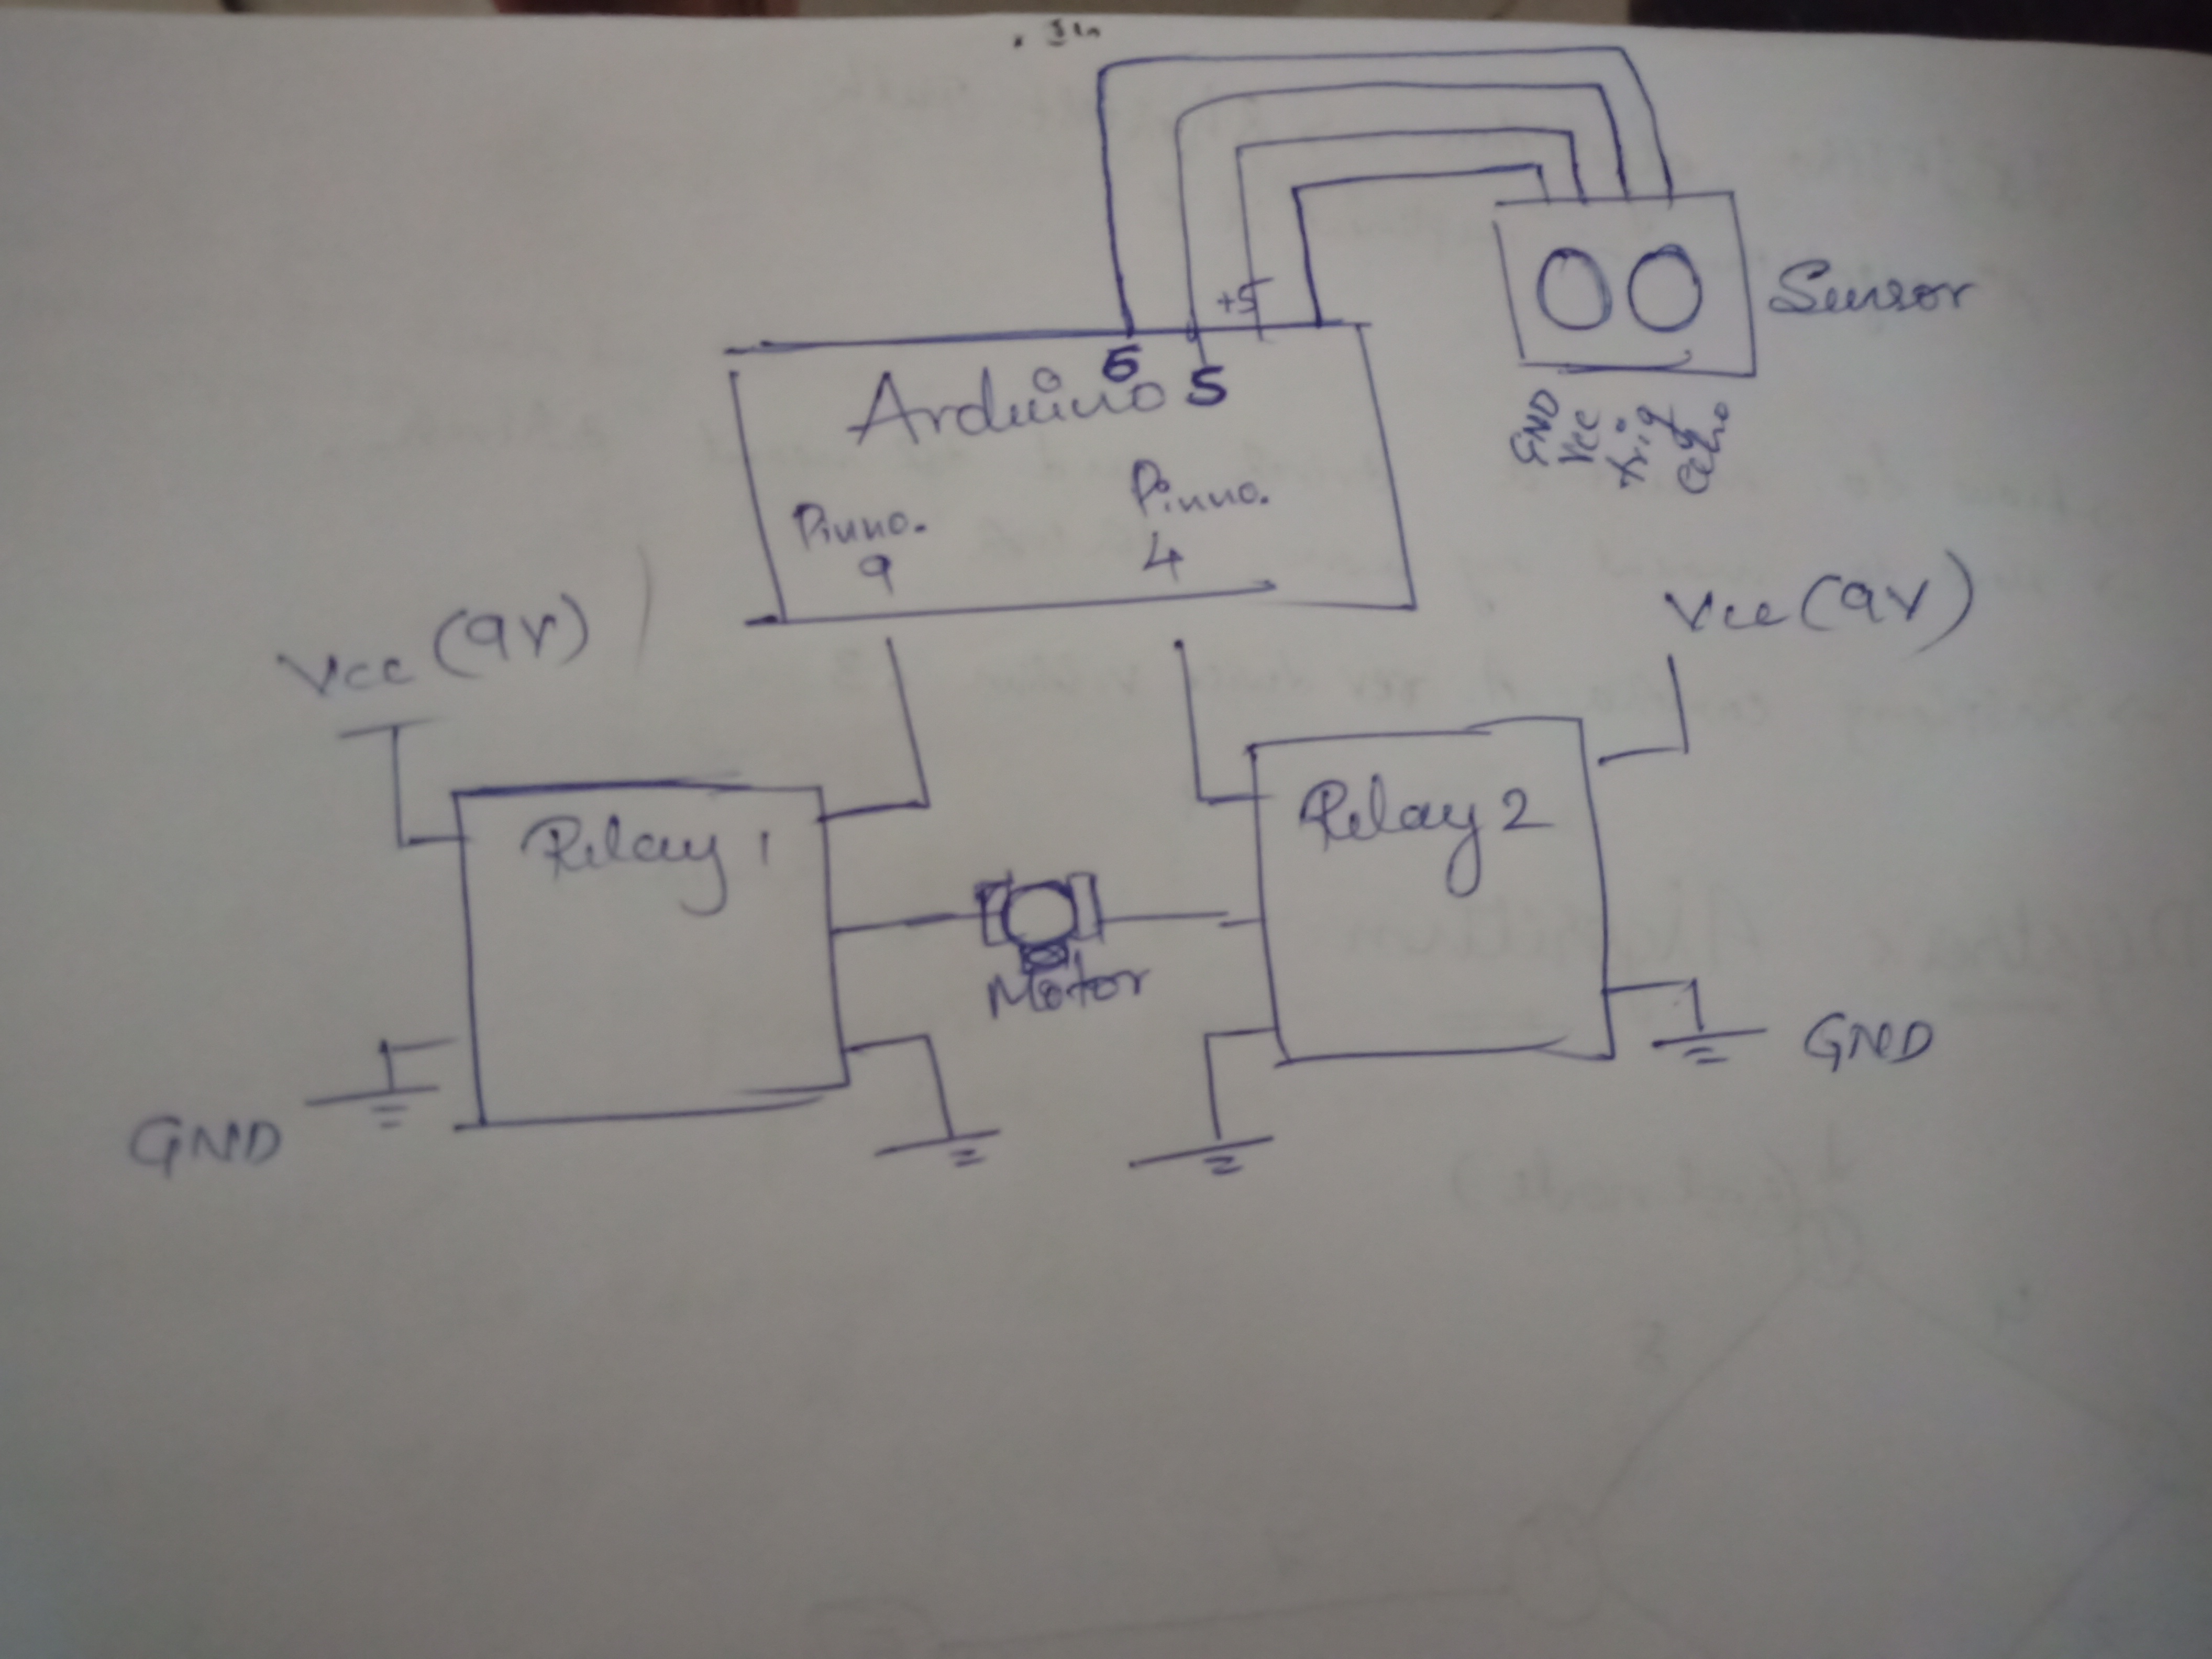 +5
6
5
Arduino
Sensor
GND
Vcc
trig
echo
Pinno.
9
Pinno.
4
Vcc (9V)
Vcc (9V)
Relay 1
Relay 2
Motor
GND
GND